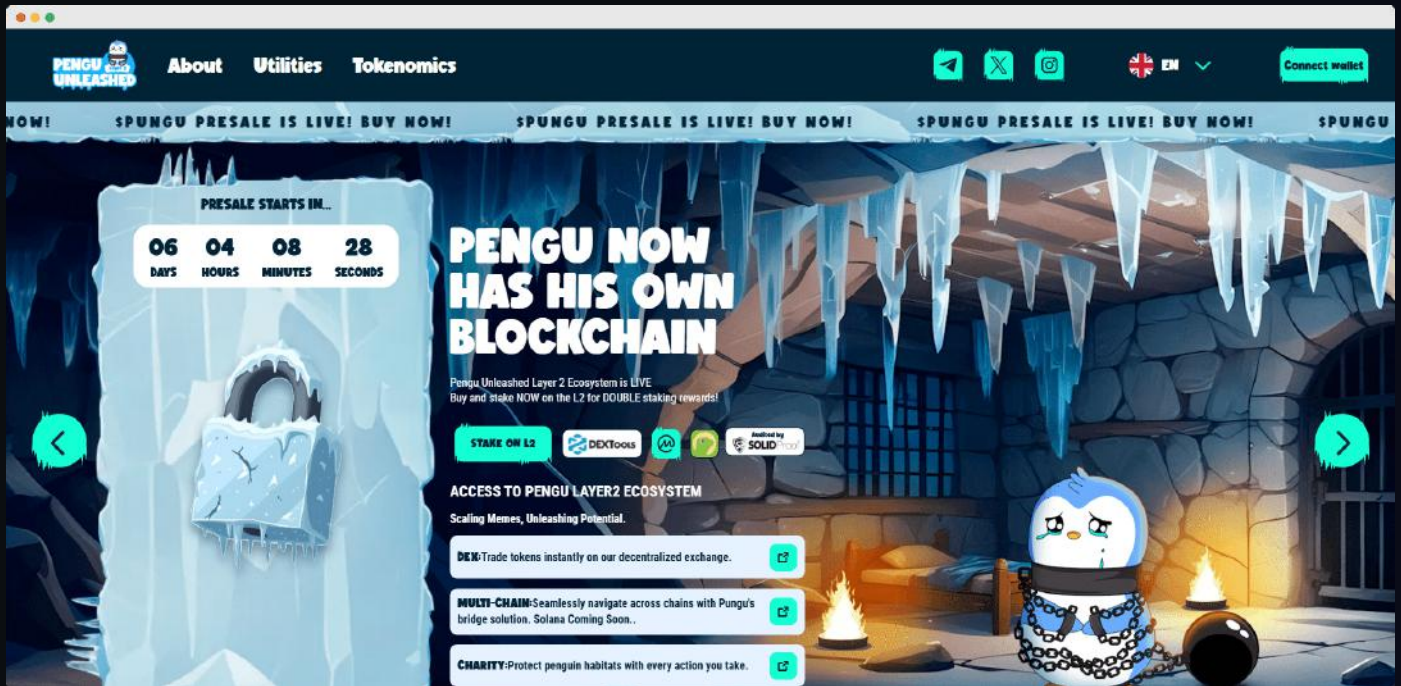 PENGU
UNLEASHED
About
Utilities
Tokenomics
EN
Connect wallet
NOW!
$PUNGU PRESALE IS LIVE! BUY NOW!
$PUNGU PRESALE IS LIVE! BUY NOW!
$PUNGU PRESALE IS LIVE! BUY NOW!
$PUNGU
PRESALE STARTS IN...
06 04 08 28
DAYS HOURS MINUTES SECONDS
PENGU NOW
HAS HIS OWN
BLOCKCHAIN
Pengu Unleashed Layer 2 Ecosystem is LIVE
Buy and stake NOW on the L2 for DOUBLE staking rewards!
STAKE ON L2
DEXTools
Audited by
SOLIDProof
ACCESS TO PENGU LAYER2 ECOSYSTEM
Scaling Memes, Unleashing Potential.
DEX:Trade tokens instantly on our decentralized exchange.
MULTI-CHAIN:Seamlessly navigate across chains with Pungu's
bridge solution. Solana Coming Soon..
CHARITY:Protect penguin habitats with every action you take.